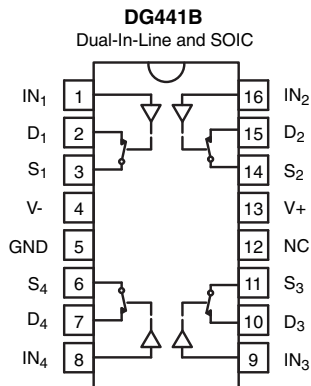 DG441B
Dual-In-Line and SOIC
IN1 1 16 IN2
D1 2 15 D2
S1 3 14 S2
V- 4 13 V+
GND 5 12 NC
S4 6 11 S3
D4 7 10 D3
IN4 8 9 IN3